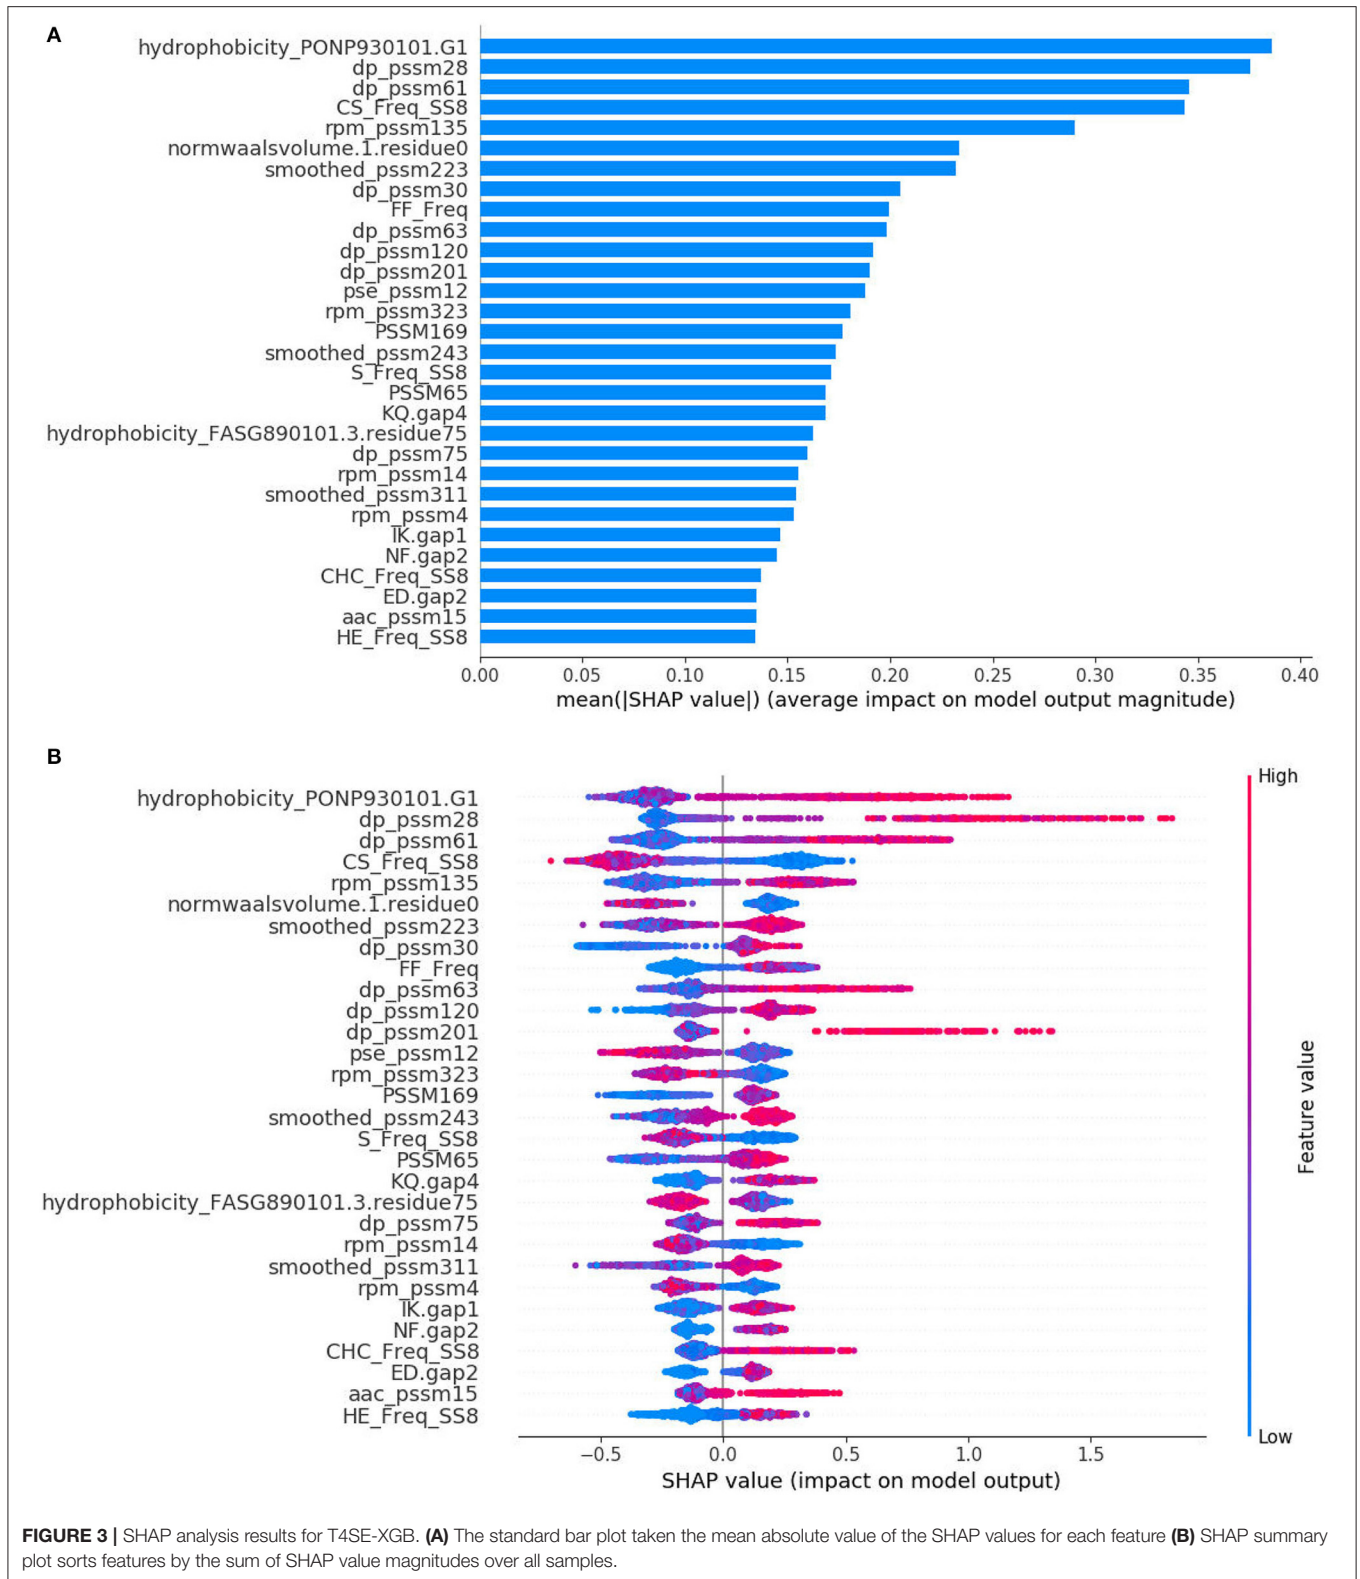 A
hydrophobicity_PONP930101.G1
dp_pssm28
dp_pssm61
CS_Freq_SS8
rpm_pssm135
normwaalsvolume.1.residue0
smoothed_pssm223
dp_pssm30
FF_Freq
dp_pssm63
dp_pssm120
dp_pssm201
pse_pssm12
rpm_pssm323
PSSM169
smoothed_pssm243
S_Freq_SS8
PSSM65
KQ.gap4
hydrophobicity_FASG890101.3.residue75
dp_pssm75
rpm_pssm14
smoothed_pssm311
rpm_pssm4
IK.gap1
NF.gap2
CHC_Freq_SS8
ED.gap2
aac_pssm15
HE_Freq_SS8
0.00 0.05 0.10 0.15 0.20 0.25 0.30 0.35 0.40
mean(|SHAP value|) (average impact on model output magnitude)
B
High
hydrophobicity_PONP930101.G1
dp_pssm28
dp_pssm61
CS_Freq_SS8
rpm_pssm135
normwaalsvolume.1.residue0
smoothed_pssm223
dp_pssm30
FF_Freq
dp_pssm63
dp_pssm120
dp_pssm201
pse_pssm12
rpm_pssm323
PSSM169
smoothed_pssm243
S_Freq_SS8
PSSM65
KQ.gap4
hydrophobicity_FASG890101.3.residue75
dp_pssm75
rpm_pssm14
smoothed_pssm311
rpm_pssm4
IK.gap1
NF.gap2
CHC_Freq_SS8
ED.gap2
aac_pssm15
HE_Freq_SS8
Feature value
Low
−0.5 0.0 0.5 1.0 1.5
SHAP value (impact on model output)
FIGURE 3 | SHAP analysis results for T4SE-XGB. (A) The standard bar plot taken the mean absolute value of the SHAP values for each feature (B) SHAP summary
plot sorts features by the sum of SHAP value magnitudes over all samples.